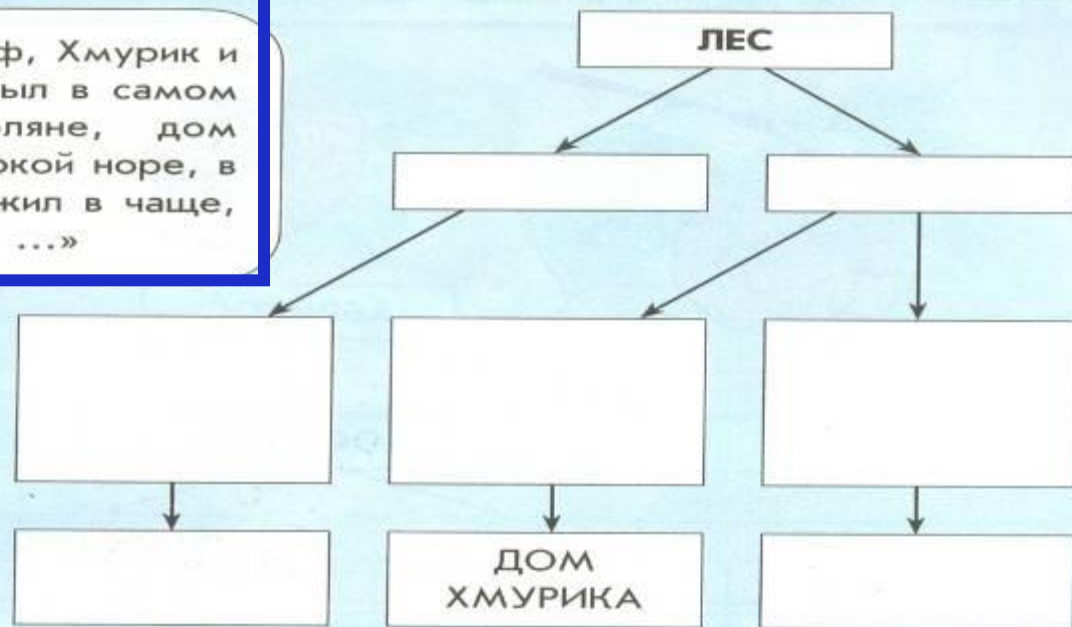 ф, Хмурик и
ыл в самом
ляне, дом
окой норе, в
жил в чаще,
...»
ЛЕС
ДОМ
ХМУРИКА